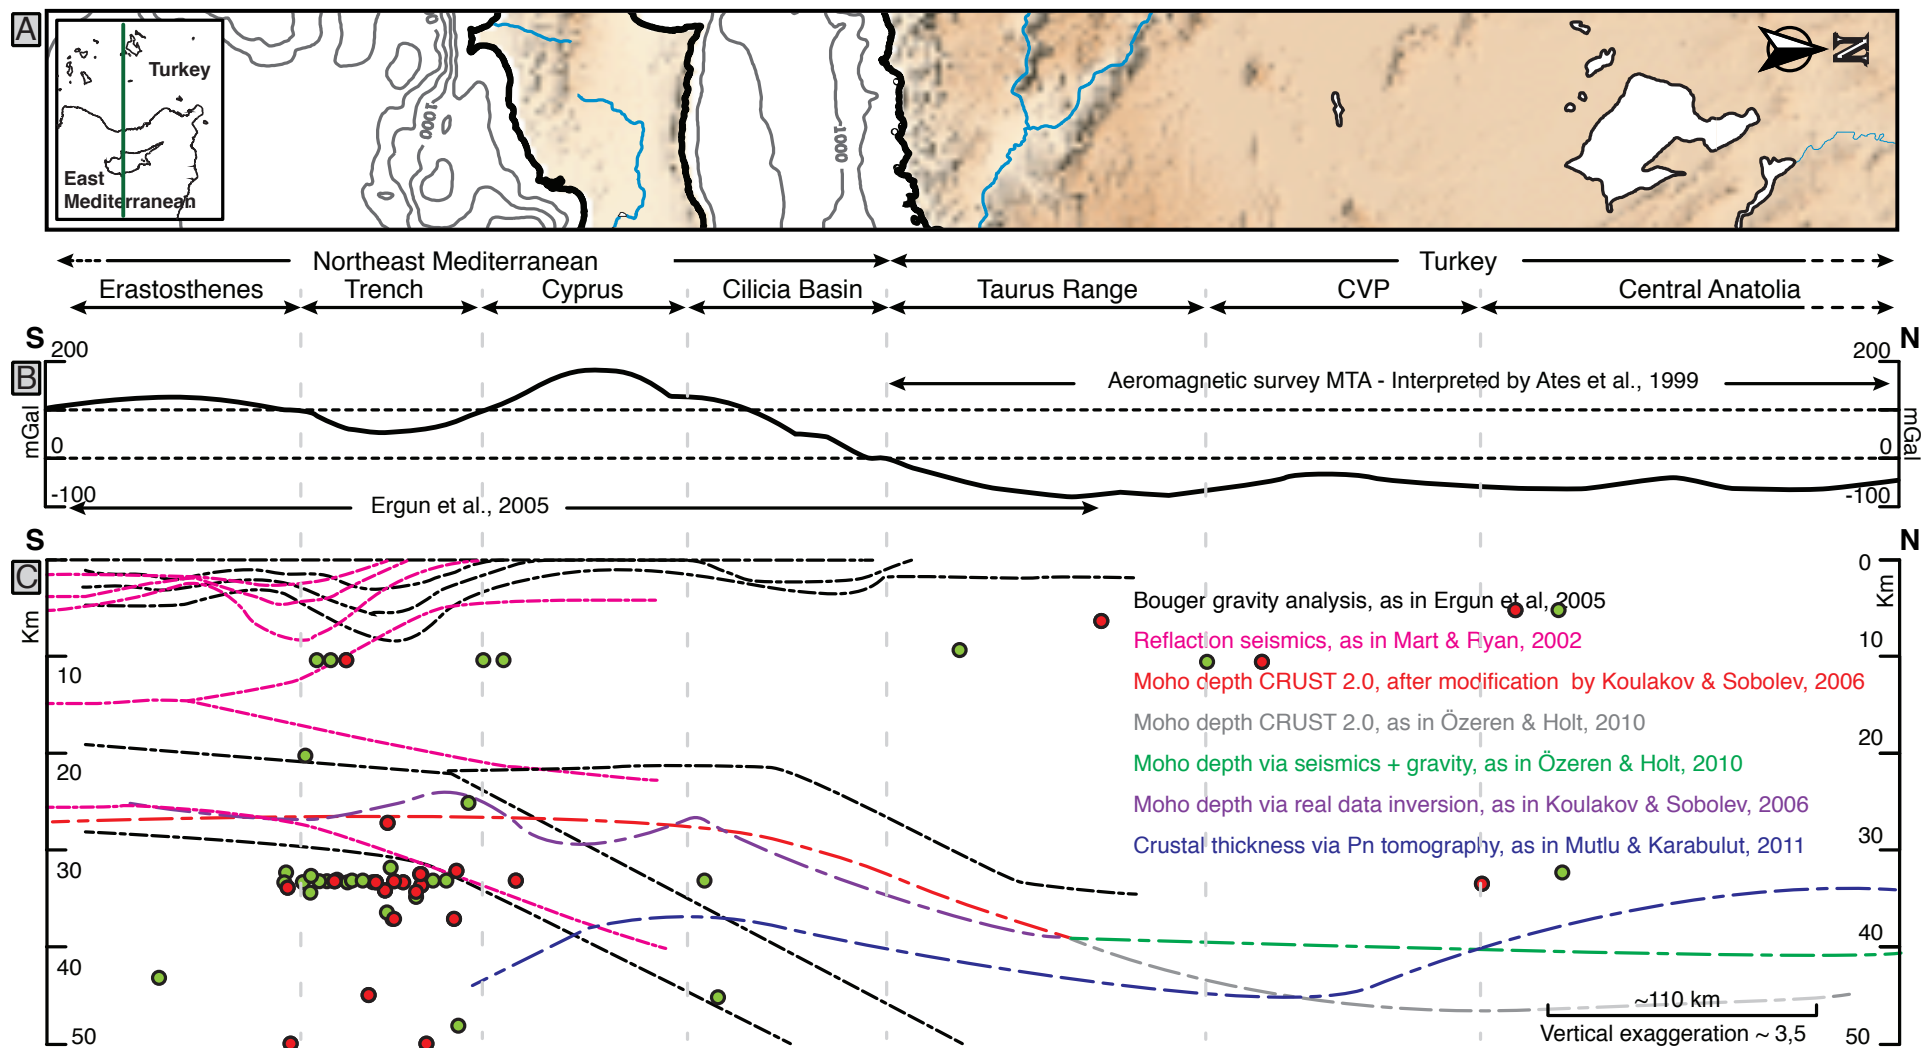 A
Turkey
East
Mediterranean
1000
-1000
N
Northeast Mediterranean
Turkey
Erastosthenes
Trench
Cyprus
Cilicia Basin
Taurus Range
CVP
Central Anatolia
S
N
B
200
200
Aeromagnetic survey MTA - Interpreted by Ates et al., 1999
mGal
mGal
0
0
-100
-100
Ergun et al., 2005
S
N
C
0
Km
Km
Bouger gravity analysis, as in Ergun et al, 2005
Reflaction seismics, as in Mart & Ryan, 2002
10
10
Moho depth CRUST 2.0, after modification by Koulakov & Sobolev, 2006
Moho depth CRUST 2.0, as in Özeren & Holt, 2010
20
20
Moho depth via seismics + gravity, as in Özeren & Holt, 2010
Moho depth via real data inversion, as in Koulakov & Sobolev, 2006
30
30
Crustal thickness via Pn tomography, as in Mutlu & Karabulut, 2011
40
40
~110 km
50
Vertical exaggeration ~ 3,5
50